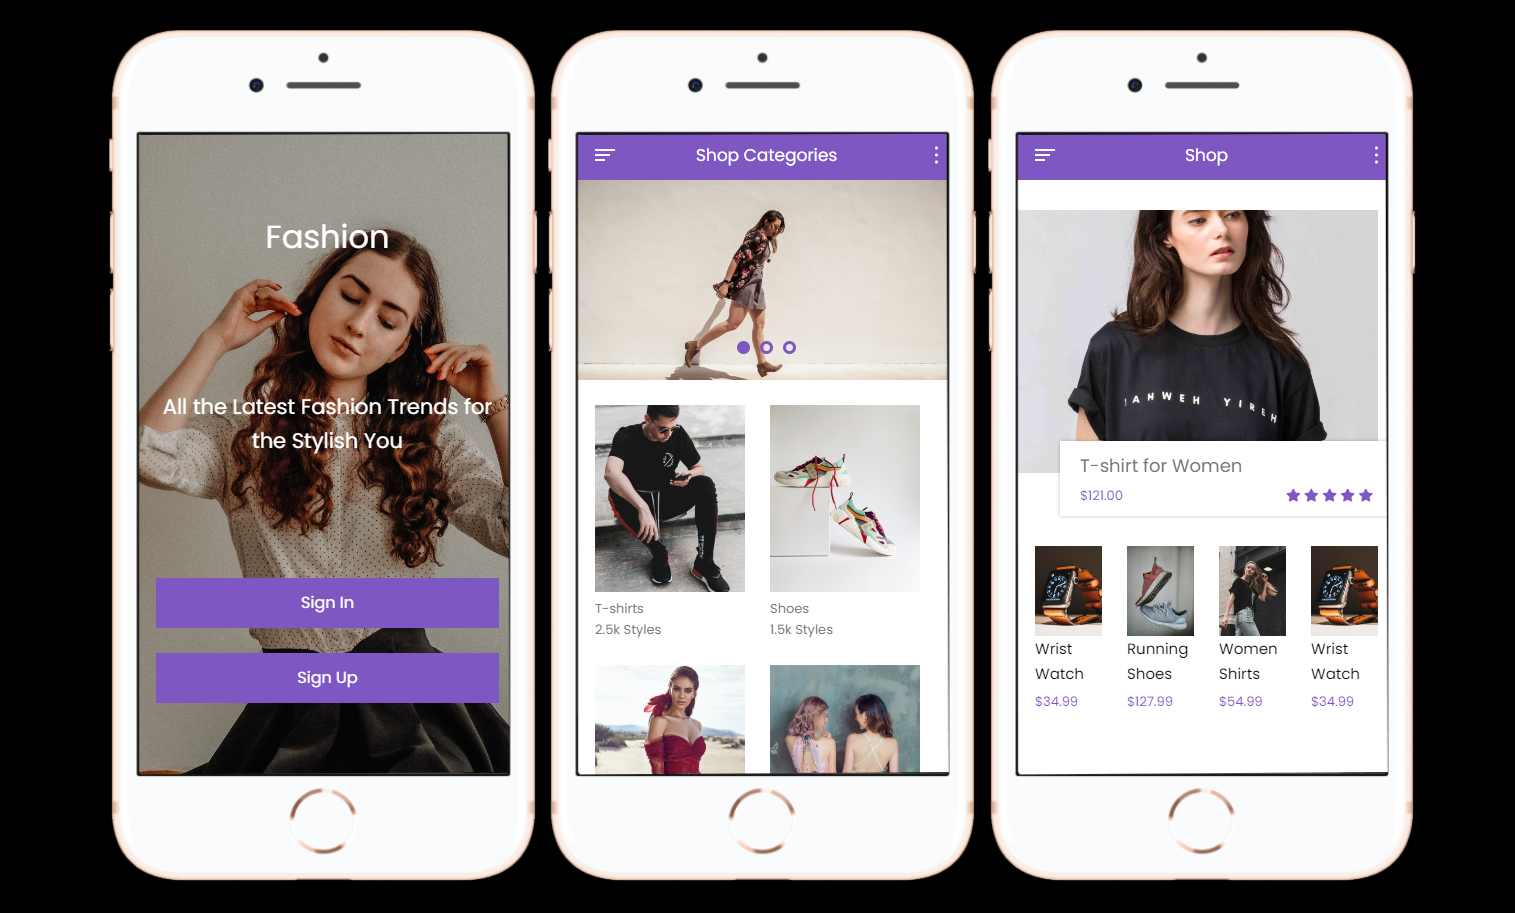 Fashion
All the Latest Fashion Trends for
the Stylish You
Sign In
Sign Up
Shop Categories
T-shirts
2.5k Styles
Shoes
1.5k Styles
Shop
AHWEH YIREH
T-shirt for Women
$121.00
Wrist
Watch
$34.99
Running
Shoes
$127.99
Women
Shirts
$54.99
Wrist
Watch
$34.99